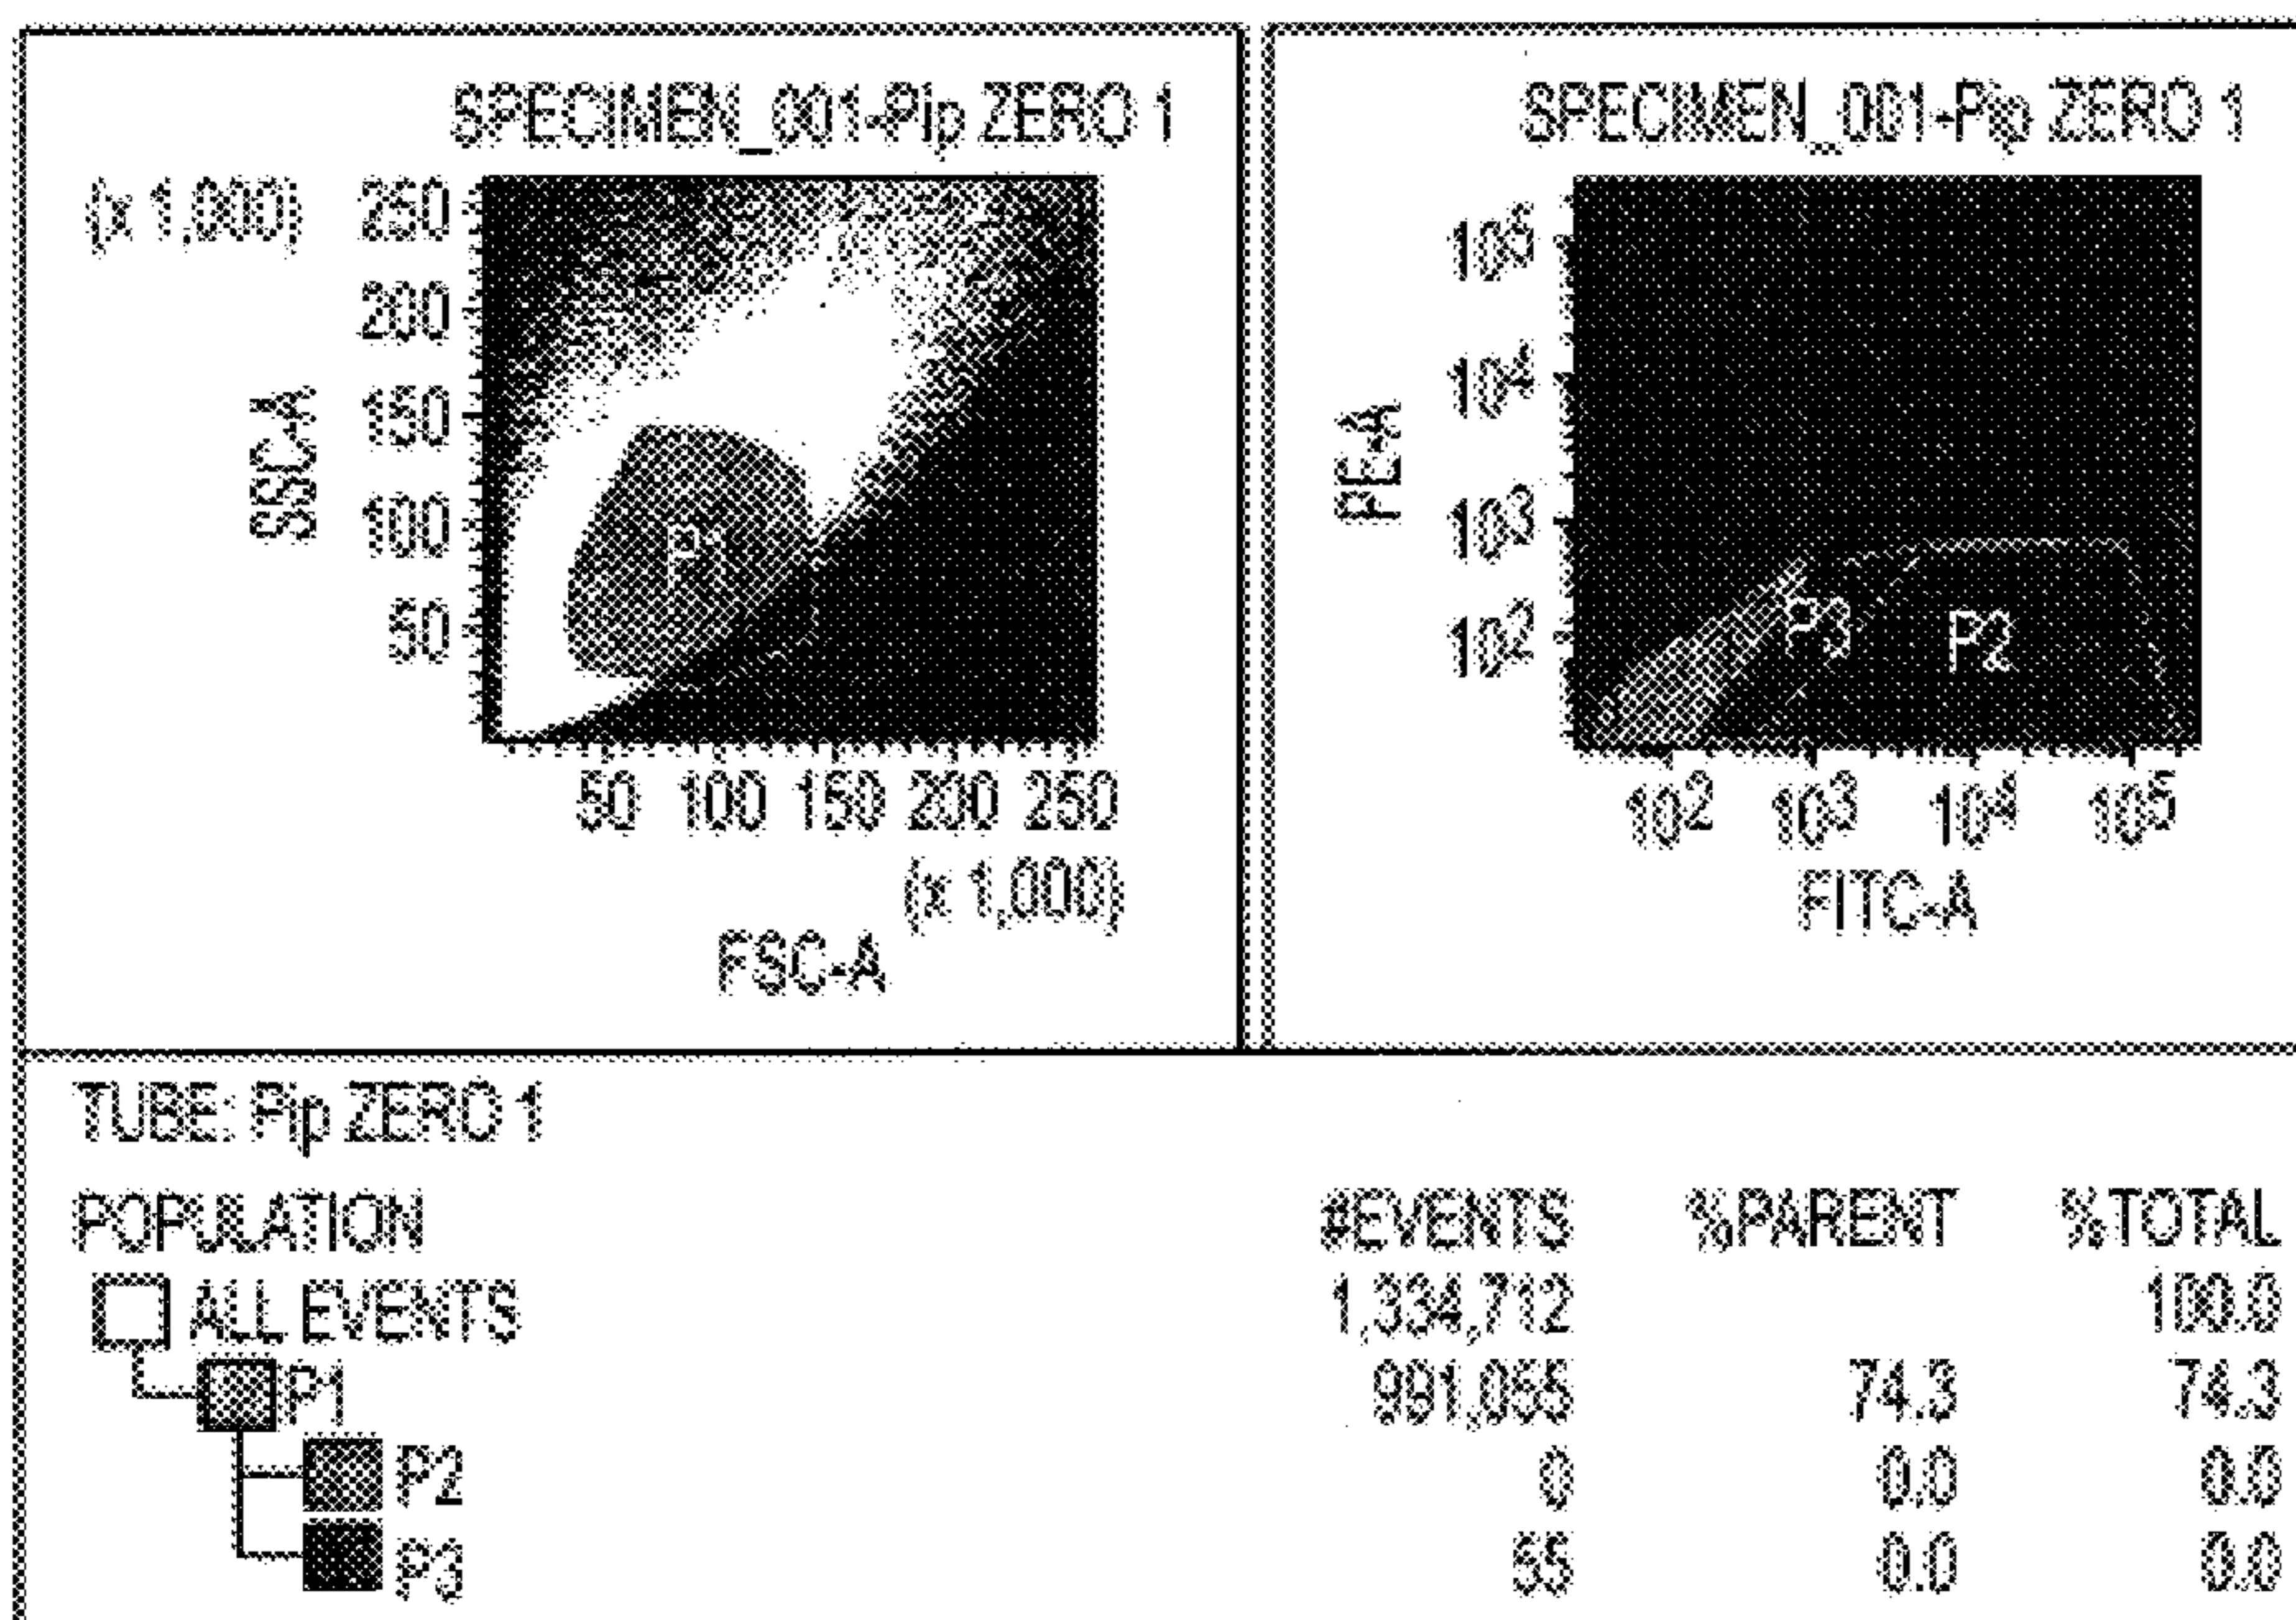 SPECIMEN_001-Pip ZERO 1
(x 1,000)
250
200
150
100
50
SSC-A
P1
50 100 150 200 250
(x 1,000)
FSC-A
SPECIMEN_001-Pip ZERO 1
10^5
10^4
10^3
10^2
PE-A
P3 P2
10^2 10^3 10^4 10^5
FITC-A
TUBE: Pip ZERO 1
POPULATION #EVENTS %PARENT %TOTAL
ALL EVENTS 1,334,712 100.0
P1 991,055 74.3 74.3
P2 0 0.0 0.0
P3 55 0.0 0.0